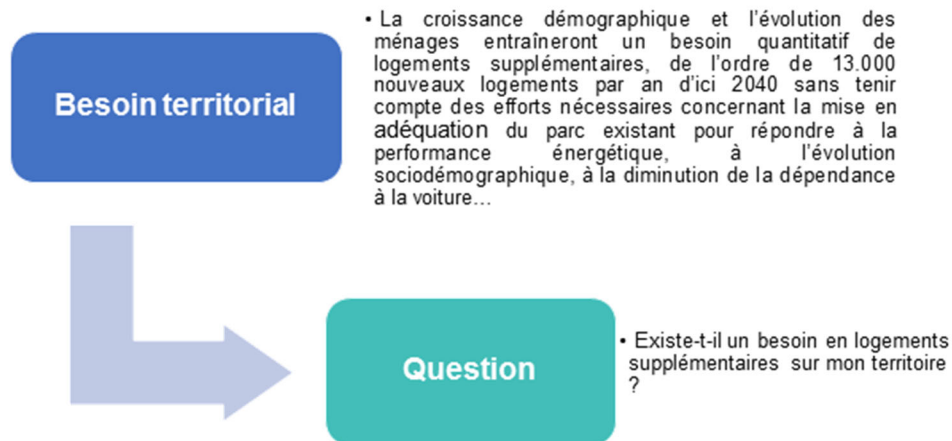 Besoin territorial
• La croissance démographique et l'évolution des
ménages entraîneront un besoin quantitatif de
logements supplémentaires, de l'ordre de 13.000
nouveaux logements par an d'ici 2040 sans tenir
compte des efforts nécessaires concernant la mise en
adéquation du parc existant pour répondre à la
performance énergétique, à l'évolution
sociodémographique, à la diminution de la dépendance
à la voiture…
Question
• Existe-t-il un besoin en logements
supplémentaires sur mon territoire
?